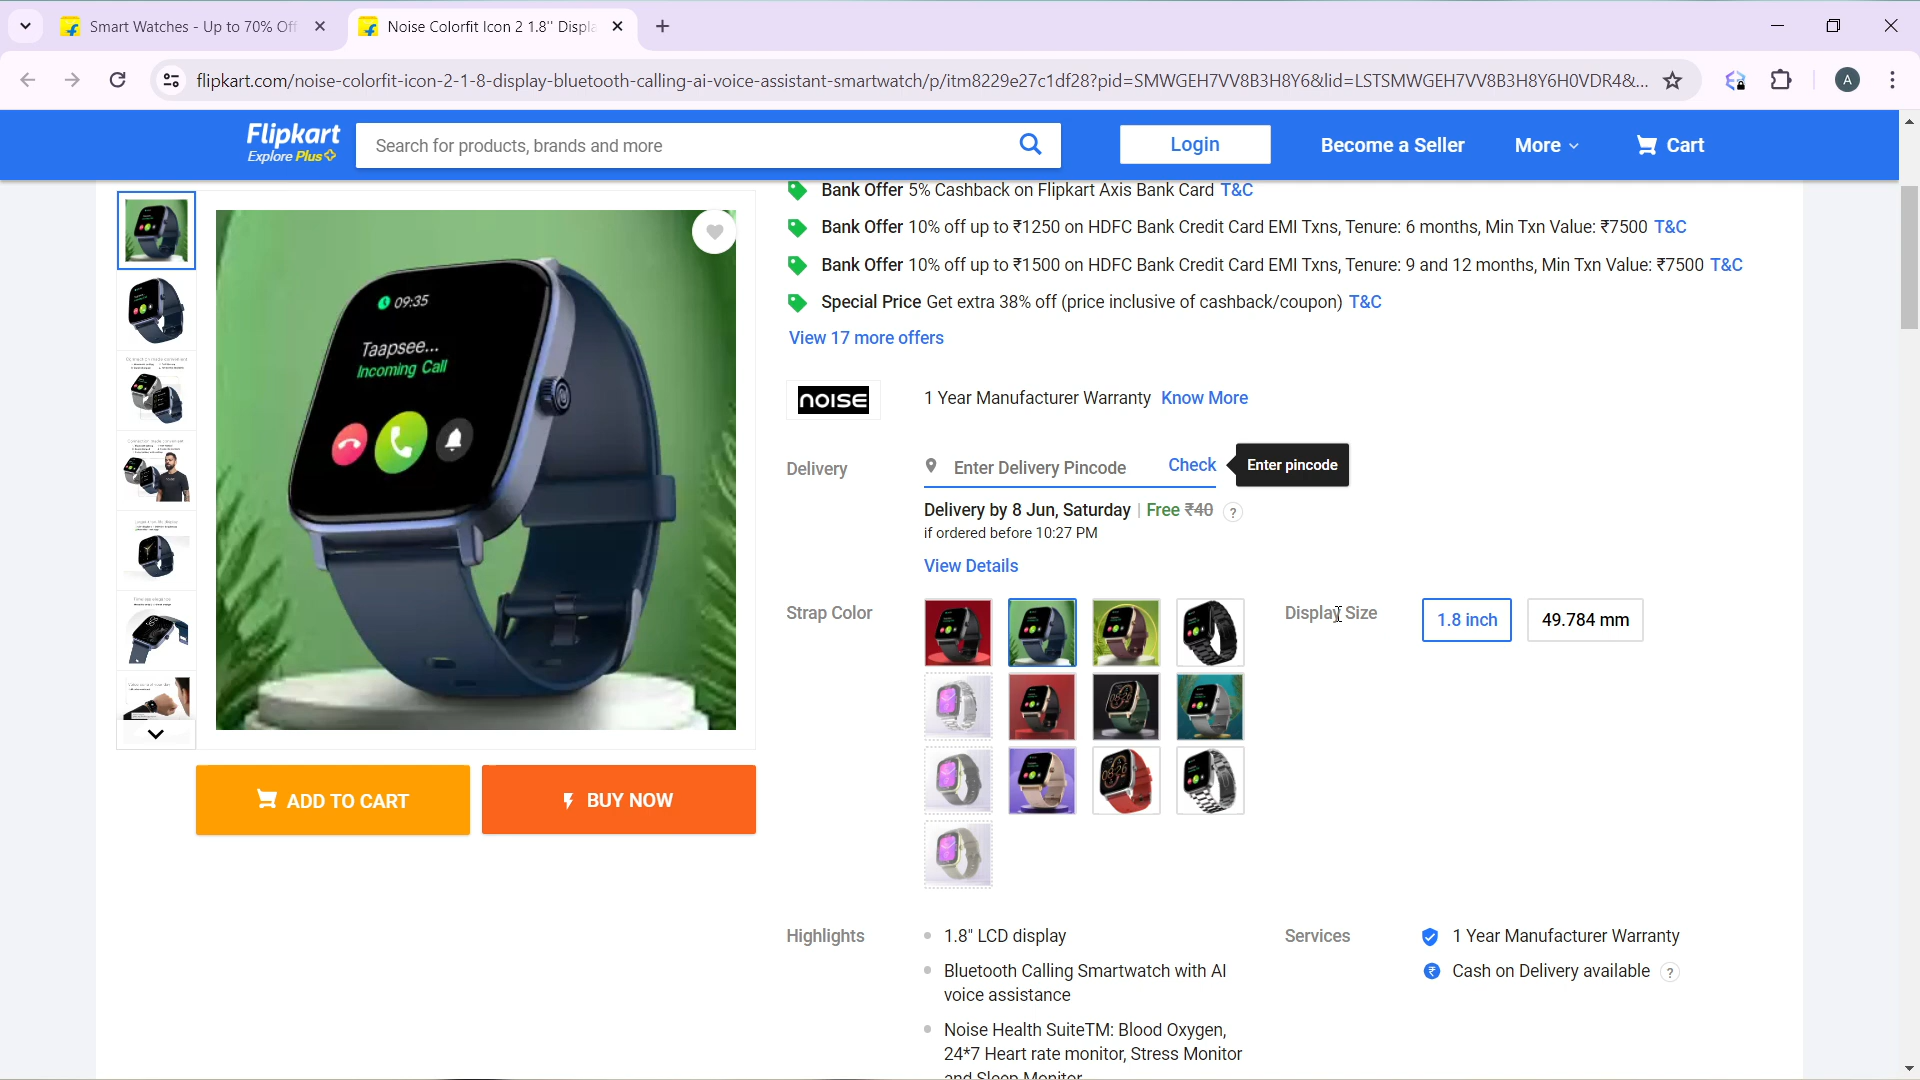 Smart Watches - Up to 70% Off
Noise Colorfit Icon 2 1.8" Displa
flipkart.com/noise-colorfit-icon-2-1-8-display-bluetooth-calling-ai-voice-assistant-smartwatch/p/itm8229e27c1df28?pid=SMWGEH7VV8B3H8Y6&lid=LSTSMWGEH7VV8B3H8Y6H0VDR4&...
A
Flipkart
Explore Plus
Search for products, brands and more
Login
Become a Seller
More
Cart
Bank Offer 5% Cashback on Flipkart Axis Bank Card T&C
Bank Offer 10% off up to ₹1250 on HDFC Bank Credit Card EMI Txns, Tenure: 6 months, Min Txn Value: ₹7500 T&C
Bank Offer 10% off up to ₹1500 on HDFC Bank Credit Card EMI Txns, Tenure: 9 and 12 months, Min Txn Value: ₹7500 T&C
Special Price Get extra 38% off (price inclusive of cashback/coupon) T&C
View 17 more offers
09:35
Taapsee...
Incoming Call
noise
1 Year Manufacturer Warranty Know More
Delivery
Enter Delivery Pincode
Check
Enter pincode
Delivery by 8 Jun, Saturday | Free ₹40 ?
if ordered before 10:27 PM
View Details
Strap Color
Display Size
1.8 inch
49.784 mm
ADD TO CART
BUY NOW
Highlights
1.8" LCD display
Bluetooth Calling Smartwatch with AI
voice assistance
Noise Health SuiteTM: Blood Oxygen,
24*7 Heart rate monitor, Stress Monitor
and Sleep Monitor
Services
1 Year Manufacturer Warranty
Cash on Delivery available ?